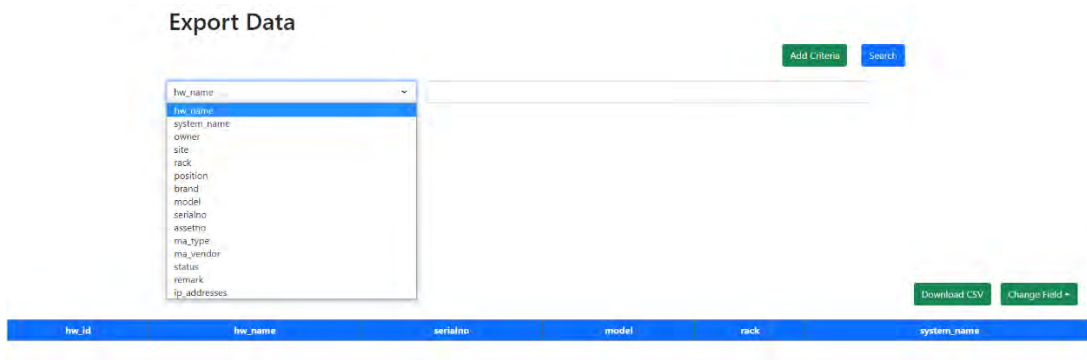 Export Data
Add Criteria Search
hw_name
hw_name
system_name
owner
site
rack
position
brand
model
serialno
assetno
ma_type
ma_vendor
status
remark
ip_addresses
Download CSV Change Field
hw_id hw_name serialno model rack system_name